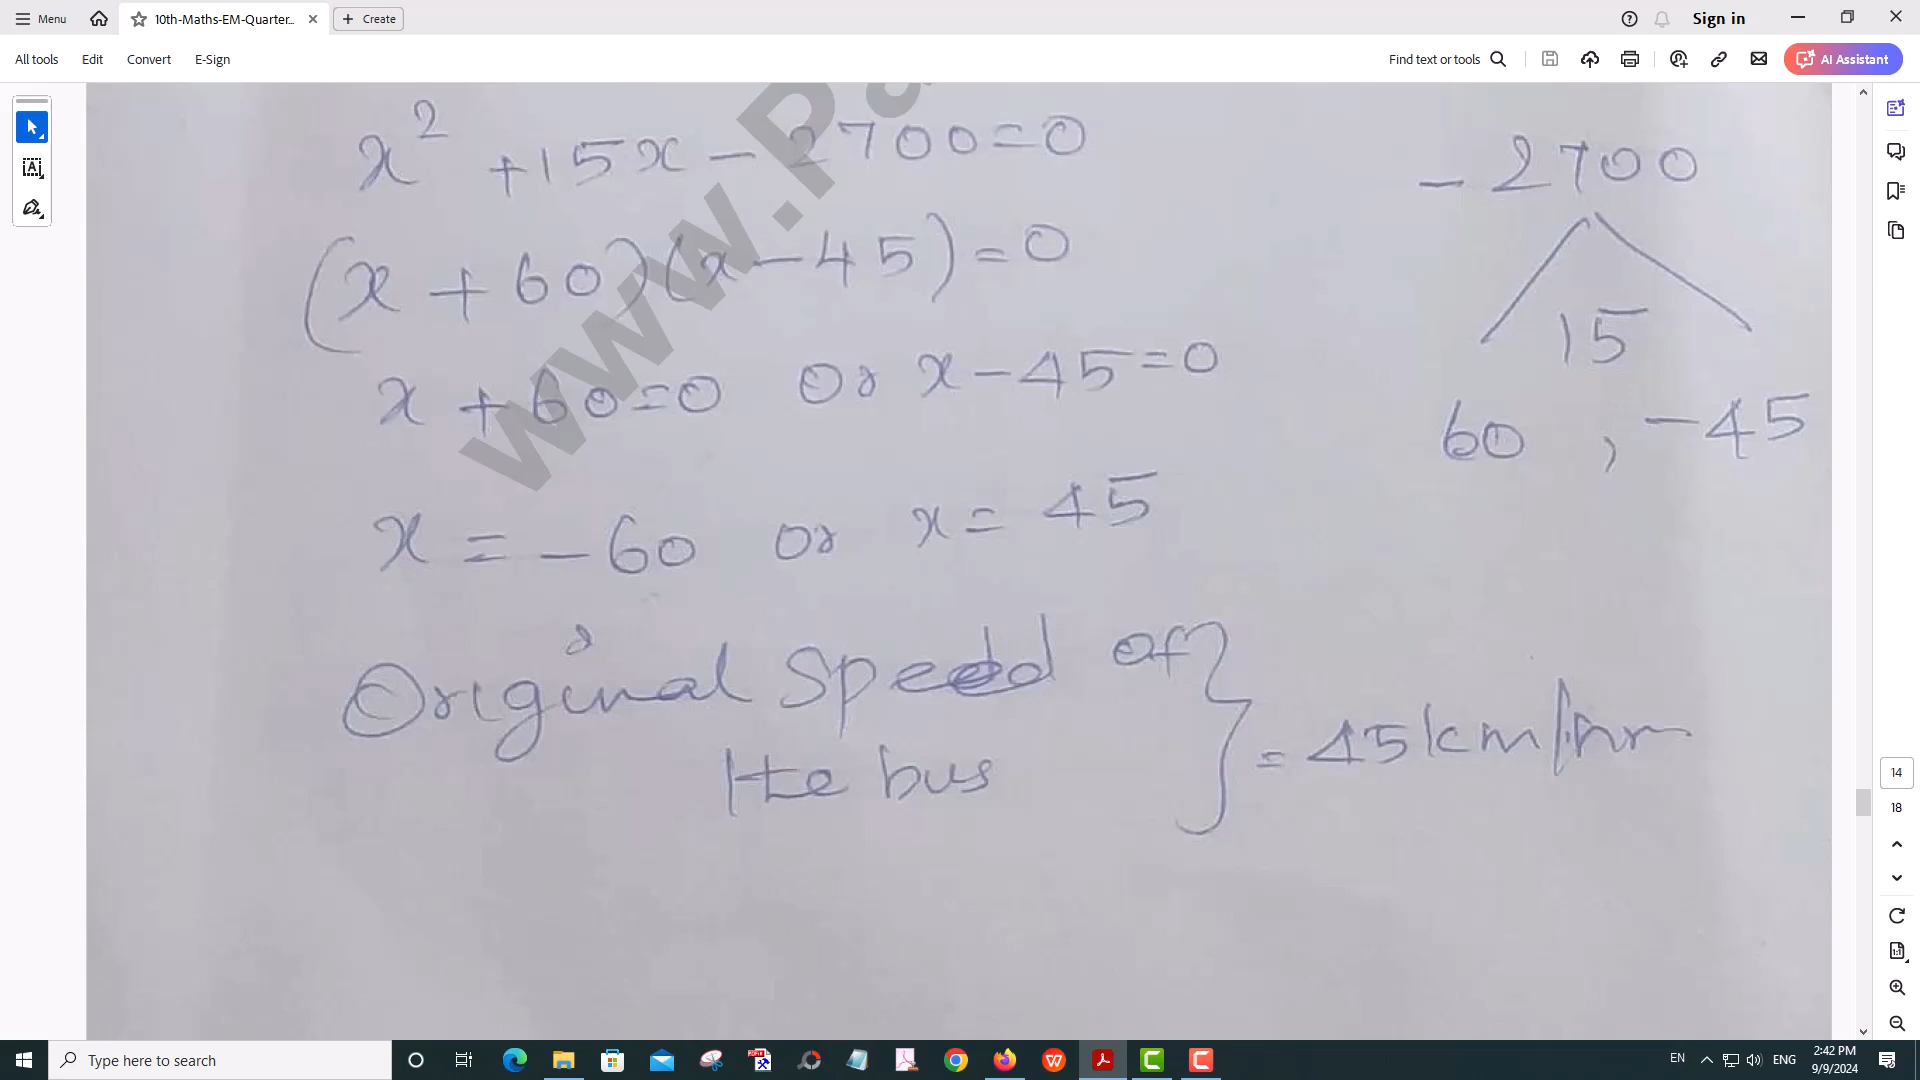 Menu
10th-Maths-EM-Quarter...
Create
Sign in
All tools
Edit
Convert
E-Sign
Find text or tools
AI Assistant
x² +15x - 2700=0
(x + 60)(x - 45) = 0
x + 60=0 or x - 45=0
x = - 60 or x = 45
Original Speed of
the bus
= 45 km/hr
- 2700
15
60 , -45
www.Pa
14
18
Type here to search
EN
ENG
2:42 PM
9/9/2024